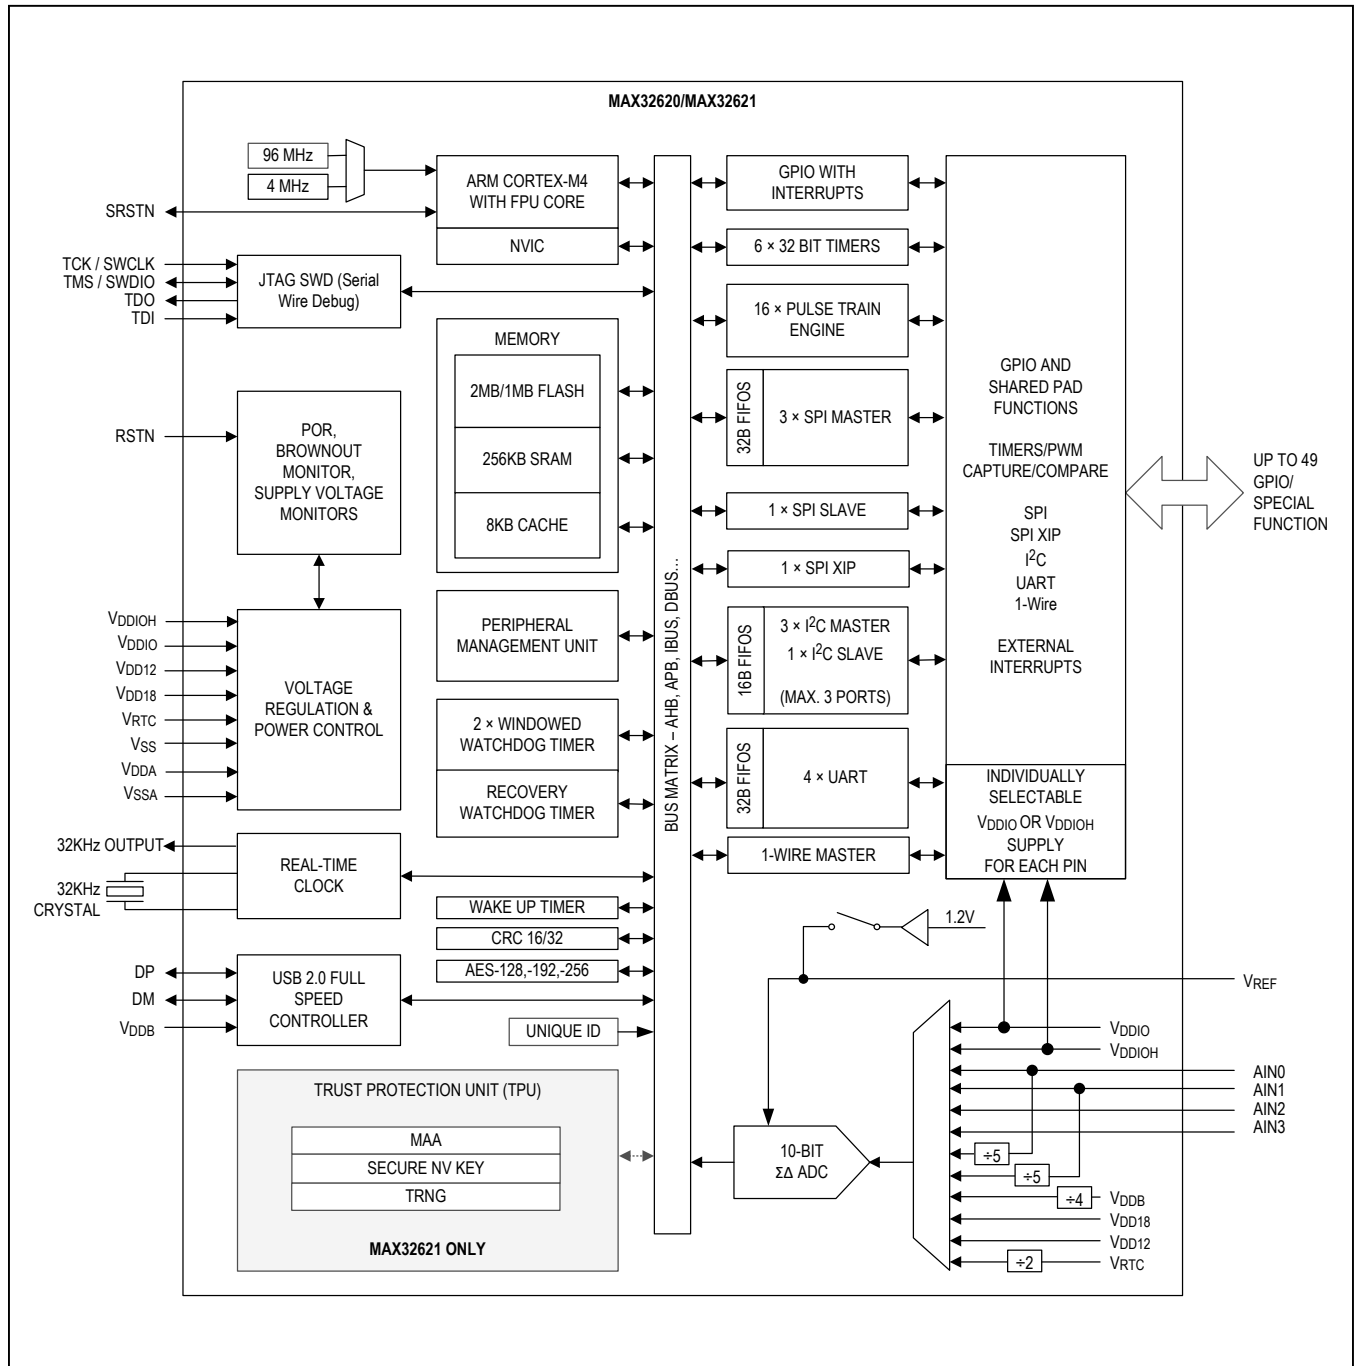 MAX32620/MAX32621
96 MHz
4 MHz
SRSTN
ARM CORTEX-M4
WITH FPU CORE
NVIC
TCK / SWCLK
TMS / SWDIO
TDO
TDI
JTAG SWD (Serial
Wire Debug)
MEMORY
2MB/1MB FLASH
256KB SRAM
8KB CACHE
RSTN
POR,
BROWNOUT
MONITOR,
SUPPLY VOLTAGE
MONITORS
VDDIOH
VDDIO
VDD12
VDD18
VRTC
VSS
VDDA
VSSA
VOLTAGE
REGULATION &
POWER CONTROL
PERIPHERAL
MANAGEMENT UNIT
2 × WINDOWED
WATCHDOG TIMER
RECOVERY
WATCHDOG TIMER
32KHz OUTPUT
32KHz
CRYSTAL
REAL-TIME
CLOCK
WAKE UP TIMER
CRC 16/32
AES-128,-192,-256
DP
DM
VDDB
USB 2.0 FULL
SPEED
CONTROLLER
UNIQUE ID
TRUST PROTECTION UNIT (TPU)
MAA
SECURE NV KEY
TRNG
MAX32621 ONLY
BUS MATRIX – AHB, APB, IBUS, DBUS...
GPIO WITH
INTERRUPTS
6 × 32 BIT TIMERS
16 × PULSE TRAIN
ENGINE
32B FIFOS
3 × SPI MASTER
1 × SPI SLAVE
1 × SPI XIP
16B FIFOS
3 × I2C MASTER
1 × I2C SLAVE
(MAX. 3 PORTS)
32B FIFOS
4 × UART
1-WIRE MASTER
GPIO AND
SHARED PAD
FUNCTIONS
TIMERS/PWM
CAPTURE/COMPARE
SPI
SPI XIP
I2C
UART
1-Wire
EXTERNAL
INTERRUPTS
INDIVIDUALLY
SELECTABLE
VDDIO OR VDDIOH
SUPPLY
FOR EACH PIN
UP TO 49
GPIO/
SPECIAL
FUNCTION
1.2V
VREF
VDDIO
VDDIOH
AIN0
AIN1
AIN2
AIN3
10-BIT
ΣΔ ADC
÷5
÷5
÷4
VDDB
VDD18
VDD12
÷2
VRTC